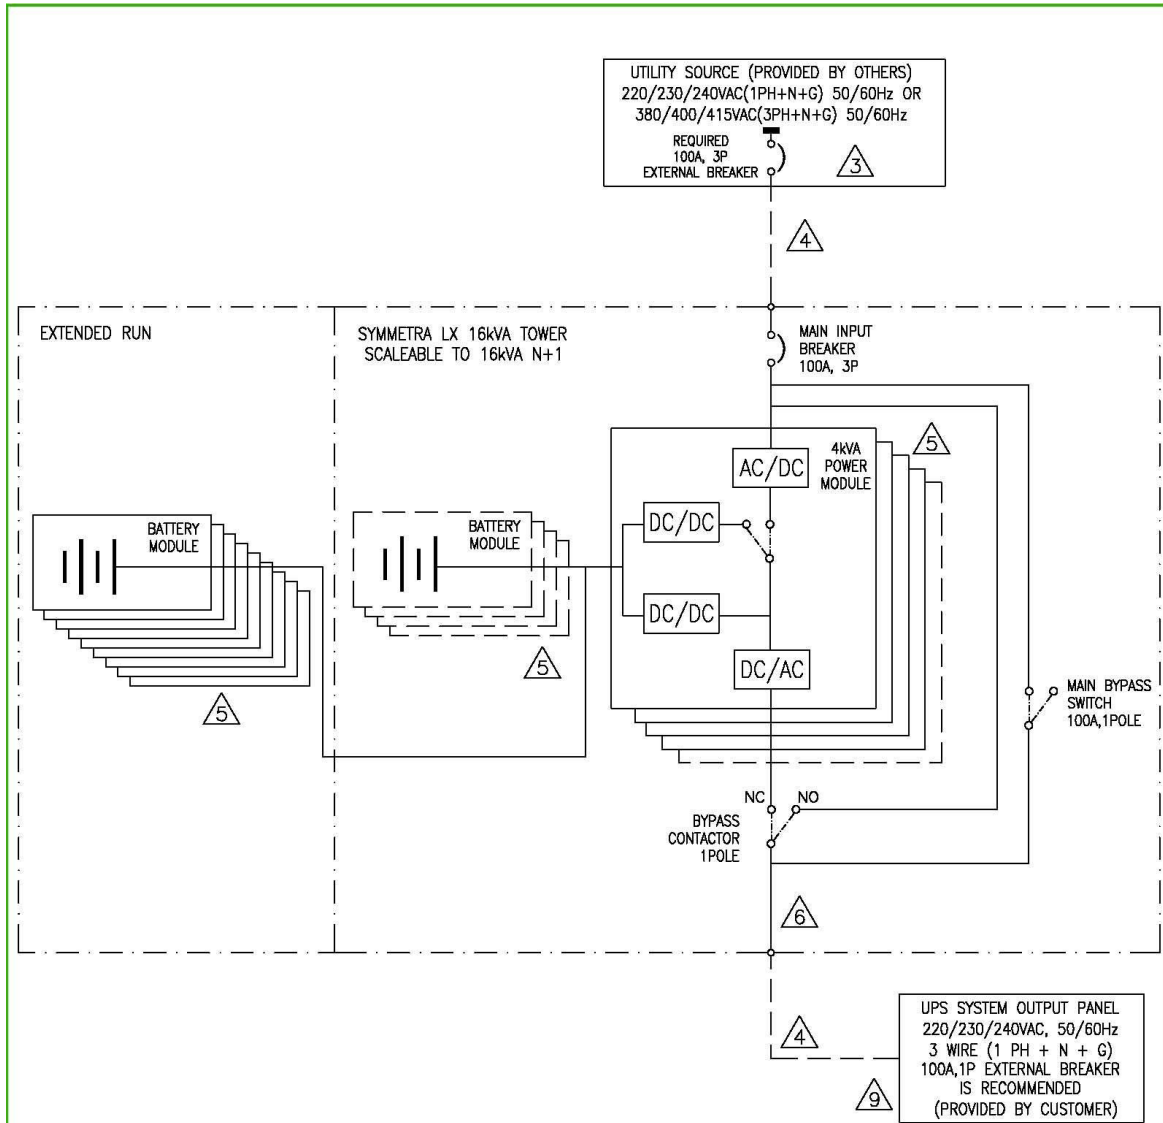 UTILITY SOURCE (PROVIDED BY OTHERS)
220/230/240VAC(1PH+N+G) 50/60Hz OR
380/400/415VAC(3PH+N+G) 50/60Hz
REQUIRED
100A, 3P
EXTERNAL BREAKER
3
4
EXTENDED RUN
SYMMETRA LX 16kVA TOWER
SCALEABLE TO 16kVA N+1
MAIN INPUT
BREAKER
100A, 3P
4kVA
POWER
MODULE
5
AC/DC
DC/DC
DC/DC
DC/AC
BATTERY
MODULE
5
BATTERY
MODULE
5
MAIN BYPASS
SWITCH
100A,1POLE
NC
NO
BYPASS
CONTACTOR
1POLE
6
4
9
UPS SYSTEM OUTPUT PANEL
220/230/240VAC, 50/60Hz
3 WIRE (1 PH + N + G)
100A,1P EXTERNAL BREAKER
IS RECOMMENDED
(PROVIDED BY CUSTOMER)